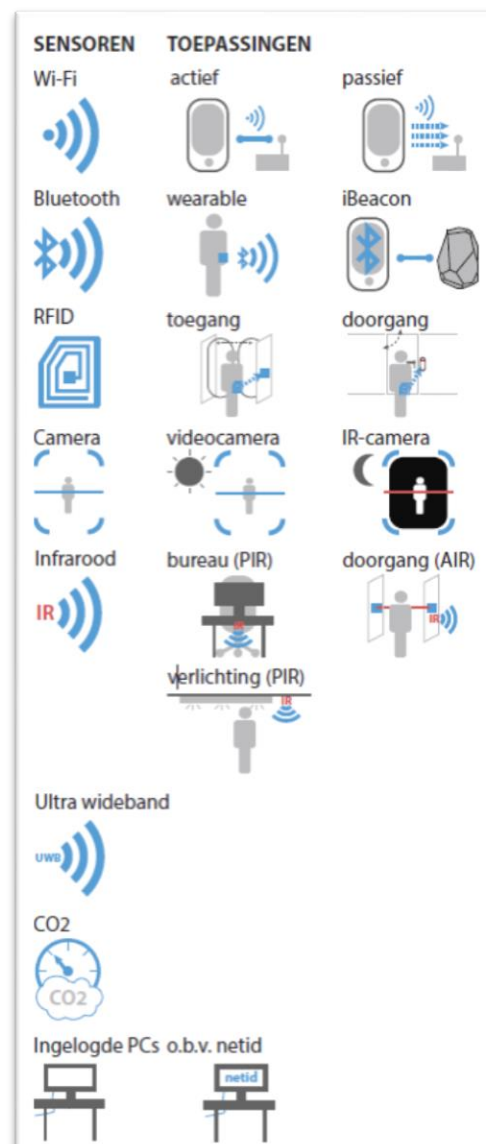 SENSOREN TOEPASSINGEN
Wi-Fi actief passief
Bluetooth wearable iBeacon
RFID toegang doorgang
Camera videocamera IR-camera
Infrarood bureau (PIR) doorgang (AIR)
IR IR IR
verlichting (PIR)
IR
Ultra wideband
UWB
CO2
CO2
Ingelogde PCs o.b.v. netid
netid